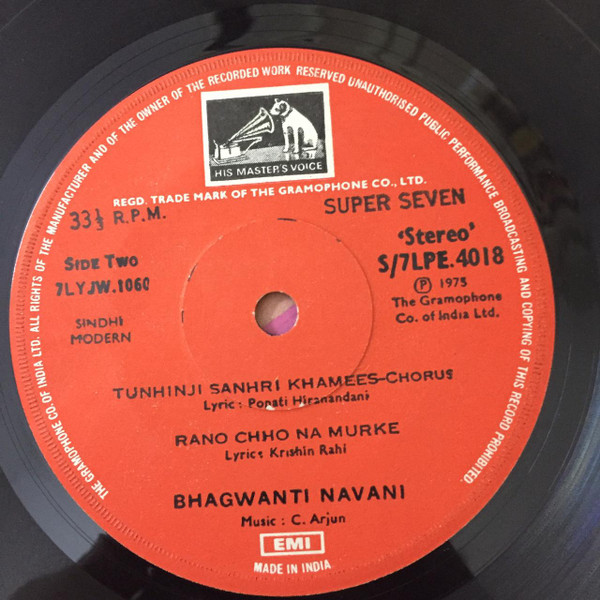 THE GRAMOPHONE CO. OF INDIA LTD. ALL RIGHTS OF THE MANUFACTURER AND OF THE OWNER OF THE RECORDED WORK RESERVED UNAUTHORISED PUBLIC PERFORMANCE BROADCASTING AND COPYING OF THIS RECORD PROHIBITED.
HIS MASTER'S VOICE
REGD. TRADE MARK OF THE GRAMOPHONE CO., LTD.
33⅓ R.P.M.
SUPER SEVEN
SIDE TWO
7LYJW.1060
SINDHI
MODERN
'Stereo'
S/7LPE.4018
Ⓟ 1975
The Gramophone
Co. of India Ltd.
TUNHINJI SANHRI KHAMEES-CHORUS
Lyric : Popati Hiranandani
RANO CHHO NA MURKE
Lyric: Krishin Rahi
BHAGWANTI NAVANI
Music : C. Arjun
EMI
MADE IN INDIA